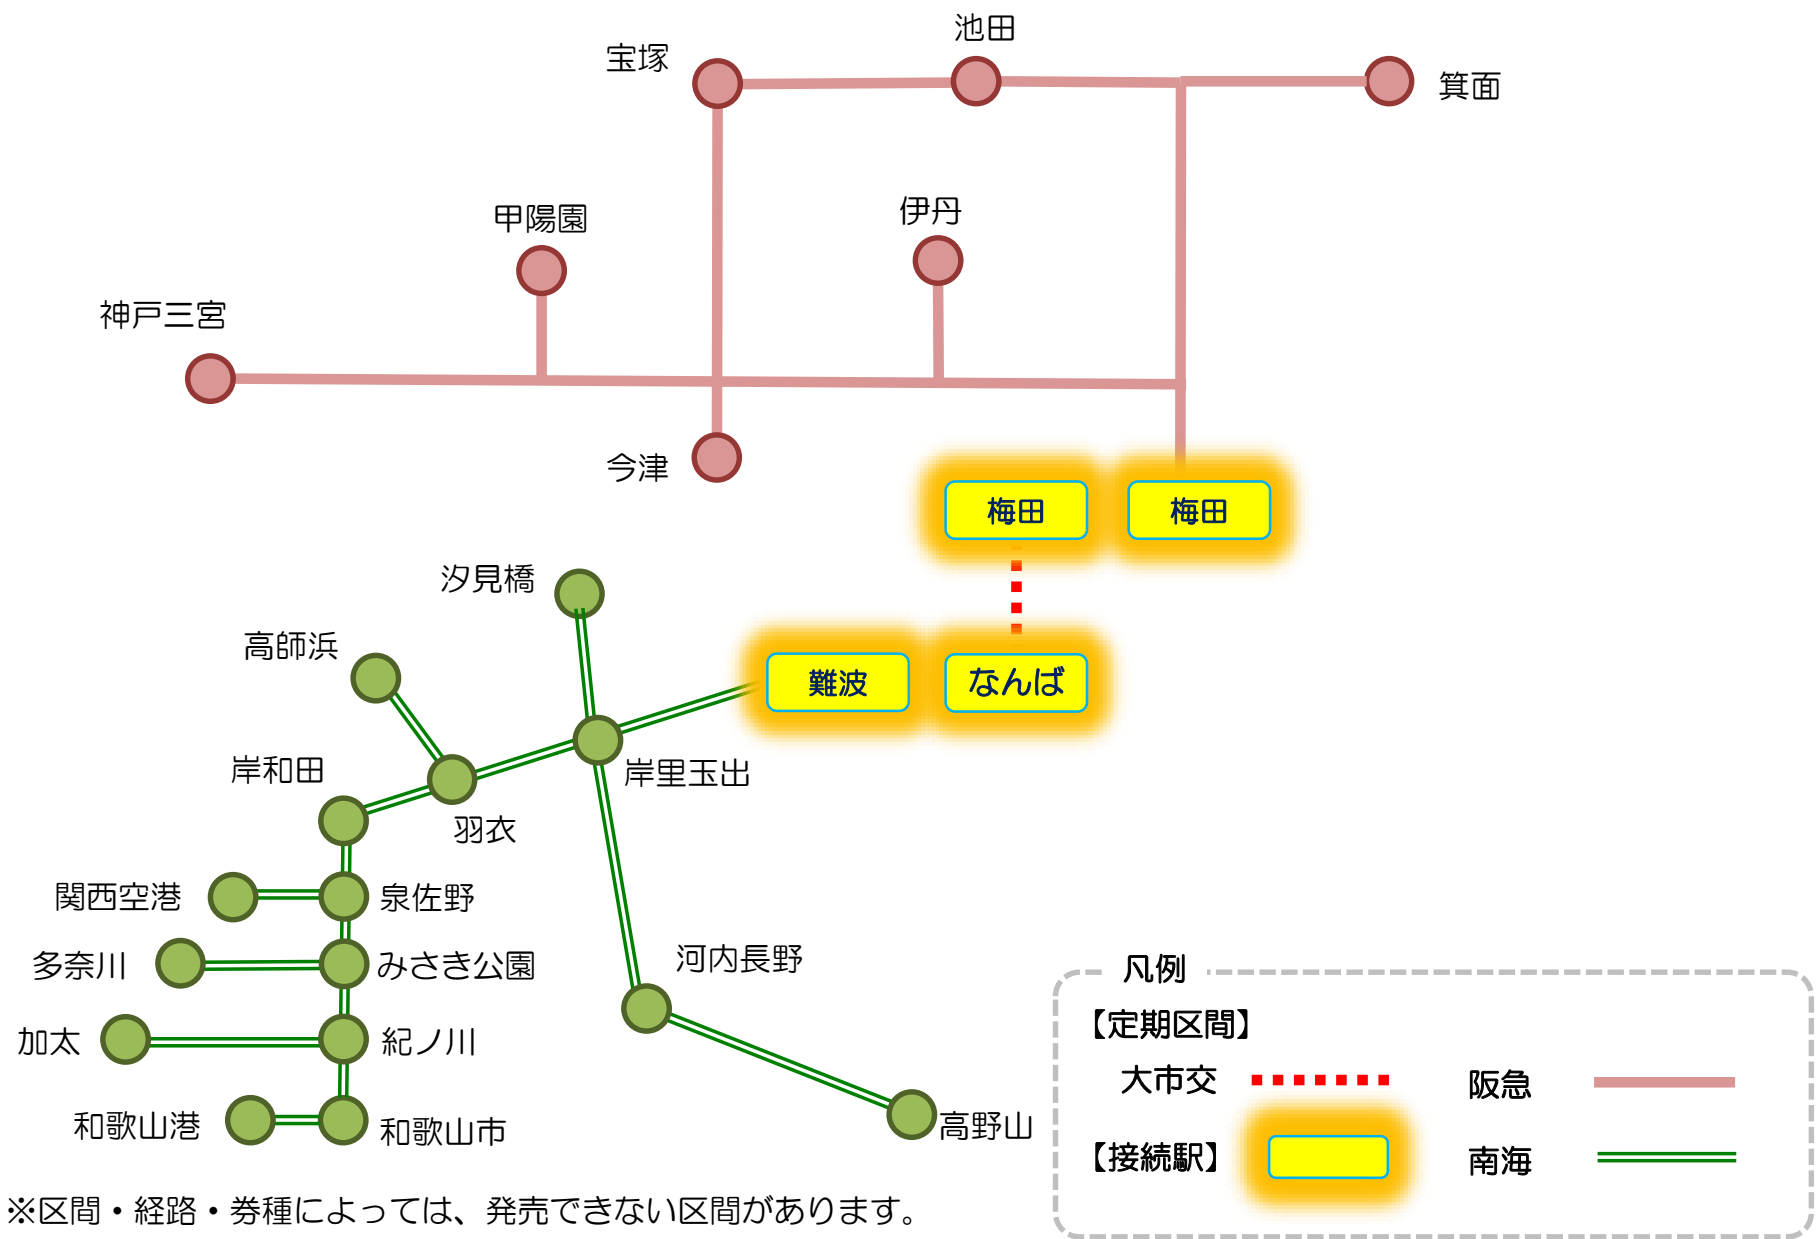 池田
宝塚
箕面
甲陽園
伊丹
神戸三宮
今津
梅田
梅田
汐見橋
高師浜
難波
なんば
岸和田
岸里玉出
羽衣
関西空港
泉佐野
多奈川
みさき公園
河内長野
加太
紀ノ川
和歌山港
和歌山市
高野山
凡例
【定期区間】
大市交
阪急
【接続駅】
南海
※区間・経路・券種によっては、発売できない区間があります。